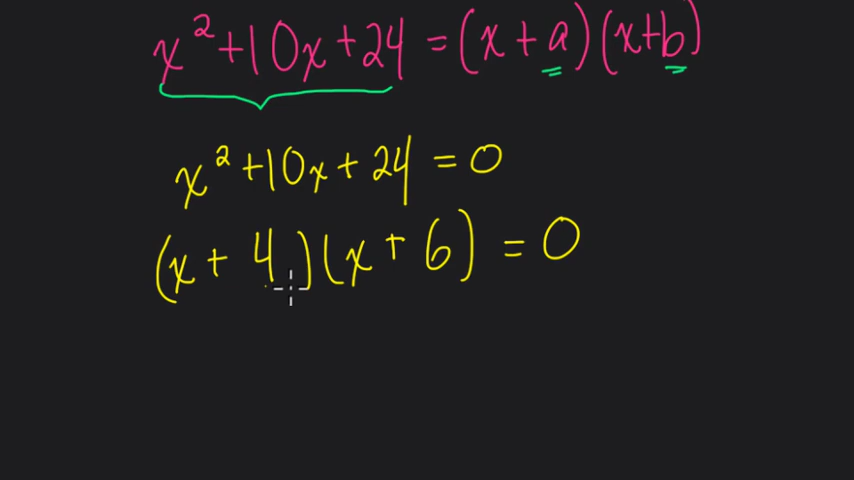 x² + 10x + 24 = (x + a)(x + b)
x² + 10x + 24 = 0
(x + 4)(x + 6) = 0